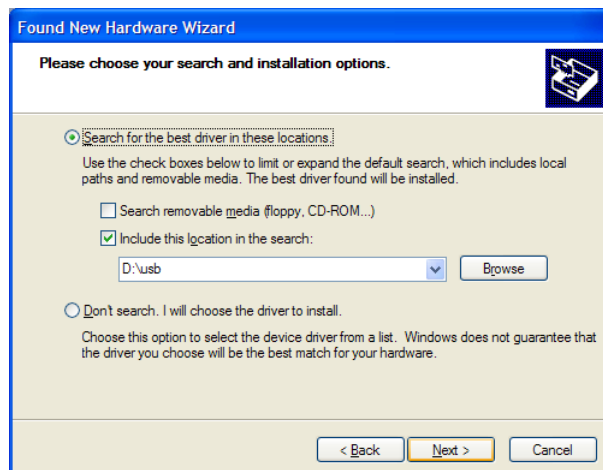 Found New Hardware Wizard
Please choose your search and installation options.
Search for the best driver in these locations.
Use the check boxes below to limit or expand the default search, which includes local
paths and removable media. The best driver found will be installed.
Search removable media (floppy, CD-ROM...)
Include this location in the search:
D:\usb
Browse
Don't search. I will choose the driver to install.
Choose this option to select the device driver from a list. Windows does not guarantee that
the driver you choose will be the best match for your hardware.
< Back Next > Cancel